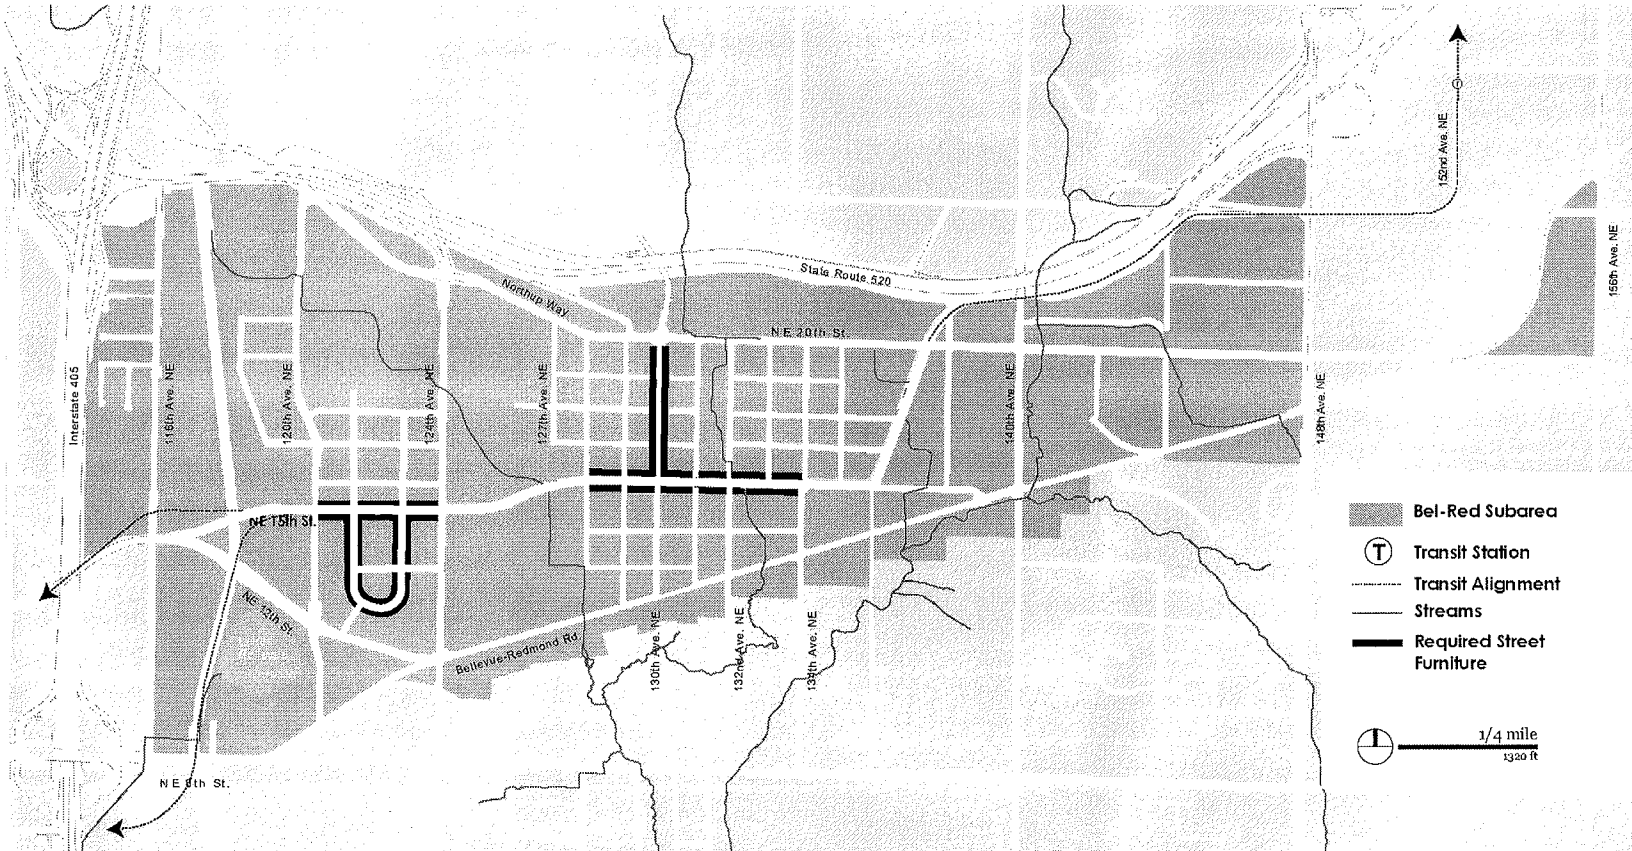 152nd Ave. NE
156th Ave. NE
State Route 520
Northup Way
NE 20th St.
Interstate 405
116th Ave. NE
120th Ave. NE
124th Ave. NE
127th Ave. NE
140th Ave. NE
148th Ave. NE
NE 15th St.
NE 12th St.
Bellevue-Redmond Rd.
130th Ave. NE
132nd Ave. NE
134th Ave. NE
NE 8th St.
Bel-Red Subarea
T Transit Station
Transit Alignment
Streams
Required Street
Furniture
1/4 mile
1320 ft